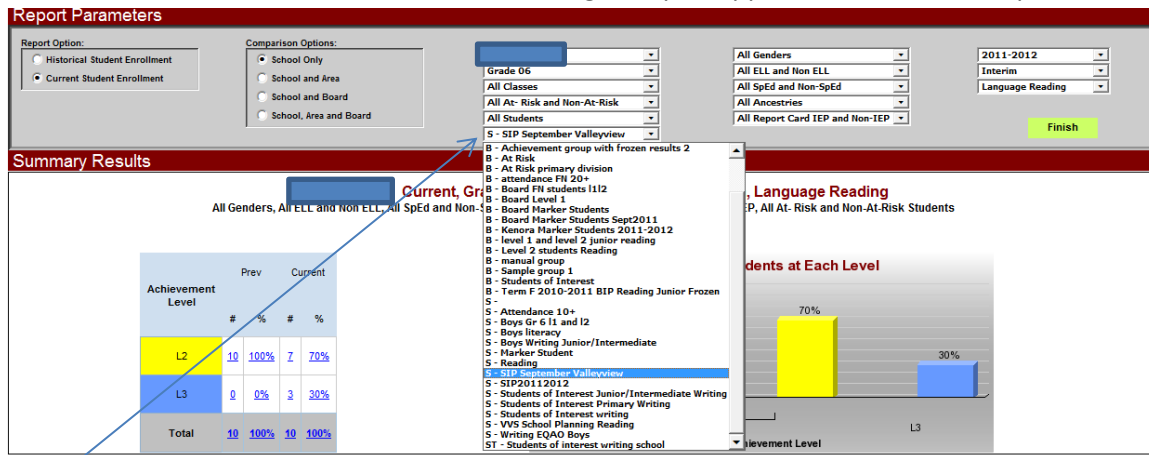 Report Parameters
Report Option:
Historical Student Enrollment
Current Student Enrollment
Comparison Options:
School Only
School and Area
School and Board
School, Area and Board
Grade 06
All Classes
All At- Risk and Non-At-Risk
All Students
S - SIP September Valleyview
All Genders
All ELL and Non ELL
All SpEd and Non-SpEd
All Ancestries
All Report Card IEP and Non-IEP
2011-2012
Interim
Language Reading
Finish
B - Achievement group with frozen results 2
B - At Risk
B - At Risk primary division
B - attendance FN 20+
B - Board FN students l1l2
B - Board Level 1
B - Board Marker Students
B - Board Marker Students Sept2011
B - Kenora Marker Students 2011-2012
B - level 1 and level 2 junior reading
B - Level 2 students Reading
B - manual group
B - Sample group 1
B - Students of Interest
B - Term F 2010-2011 BIP Reading Junior Frozen
S -
S - Attendance 10+
S - Boys Gr 6 l1 and l2
S - Boys literacy
S - Boys Writing Junior/Intermediate
S - Marker Student
S - Reading
S - SIP September Valleyview
S - SIP20112012
S - Students of Interest Junior/Intermediate Writing
S - Students of Interest Primary Writing
S - Students of Interest writing
S - VVS School Planning Reading
S - Writing EQAO Boys
ST - Students of interest writing school
Summary Results
Current, Gra , Language Reading
All Genders, All ELL and Non ELL, All SpEd and Non-S EP, All At- Risk and Non-At-Risk Students
Achievement Level
Prev Current
# % # %
L2 10 100% 7 70%
L3 0 0% 3 30%
Total 10 100% 10 100%
dents at Each Level
70%
30%
L3
hievement Level